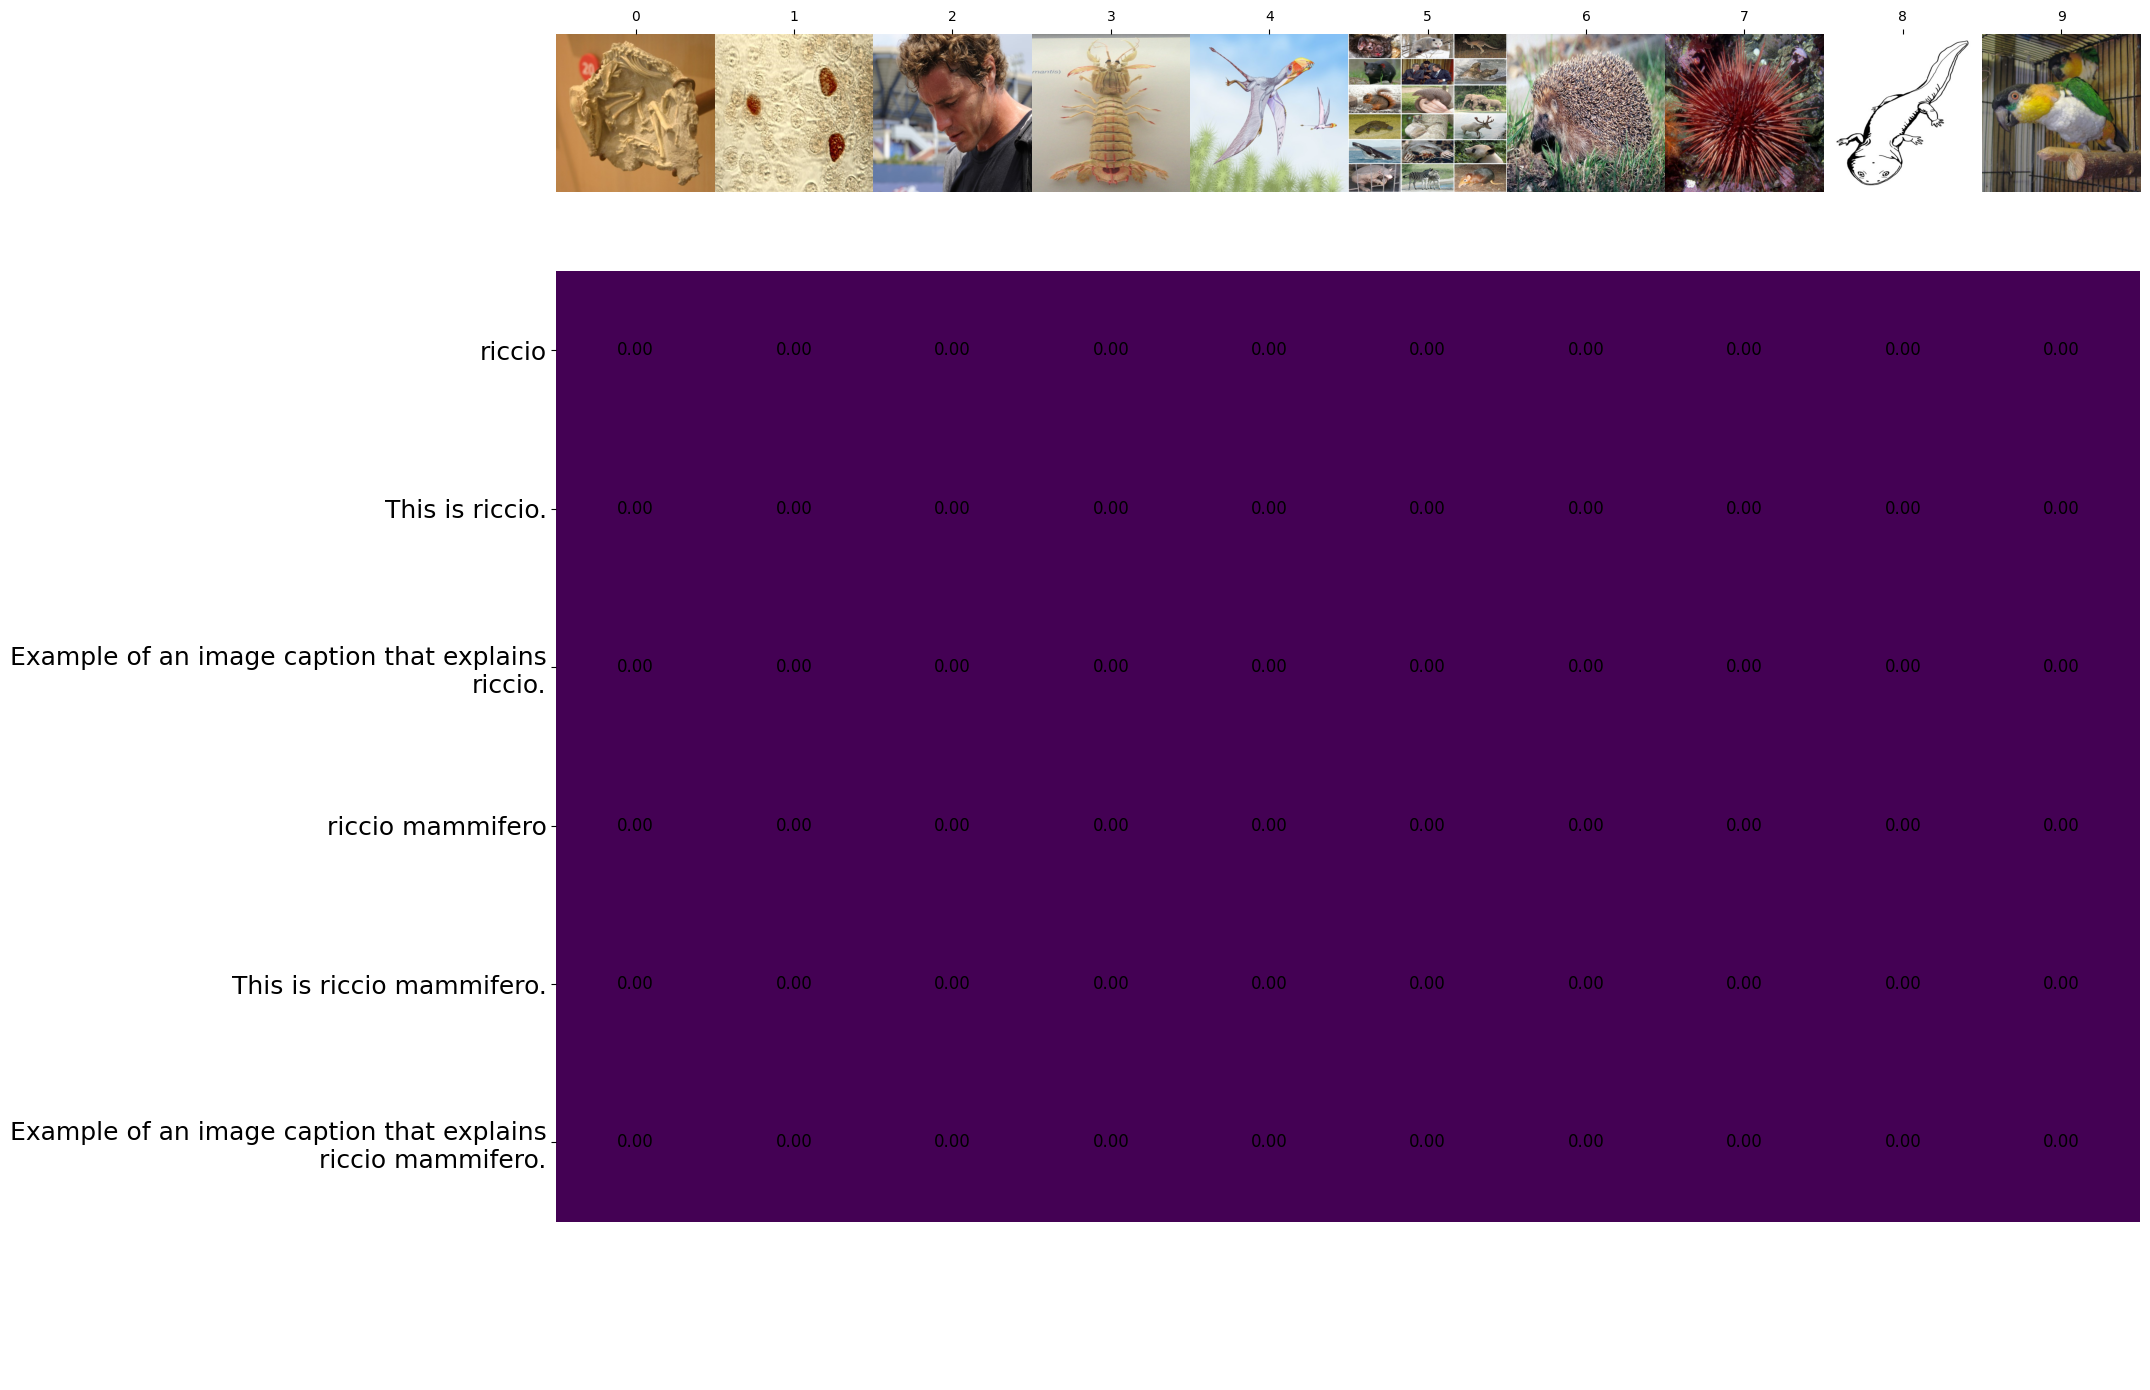 0 1 2 3 4 5 6 7 8 9
20
riccio 0.00 0.00 0.00 0.00 0.00 0.00 0.00 0.00 0.00 0.00
This is riccio. 0.00 0.00 0.00 0.00 0.00 0.00 0.00 0.00 0.00 0.00
Example of an image caption that explains
riccio. 0.00 0.00 0.00 0.00 0.00 0.00 0.00 0.00 0.00 0.00
riccio mammifero 0.00 0.00 0.00 0.00 0.00 0.00 0.00 0.00 0.00 0.00
This is riccio mammifero. 0.00 0.00 0.00 0.00 0.00 0.00 0.00 0.00 0.00 0.00
Example of an image caption that explains
riccio mammifero. 0.00 0.00 0.00 0.00 0.00 0.00 0.00 0.00 0.00 0.00